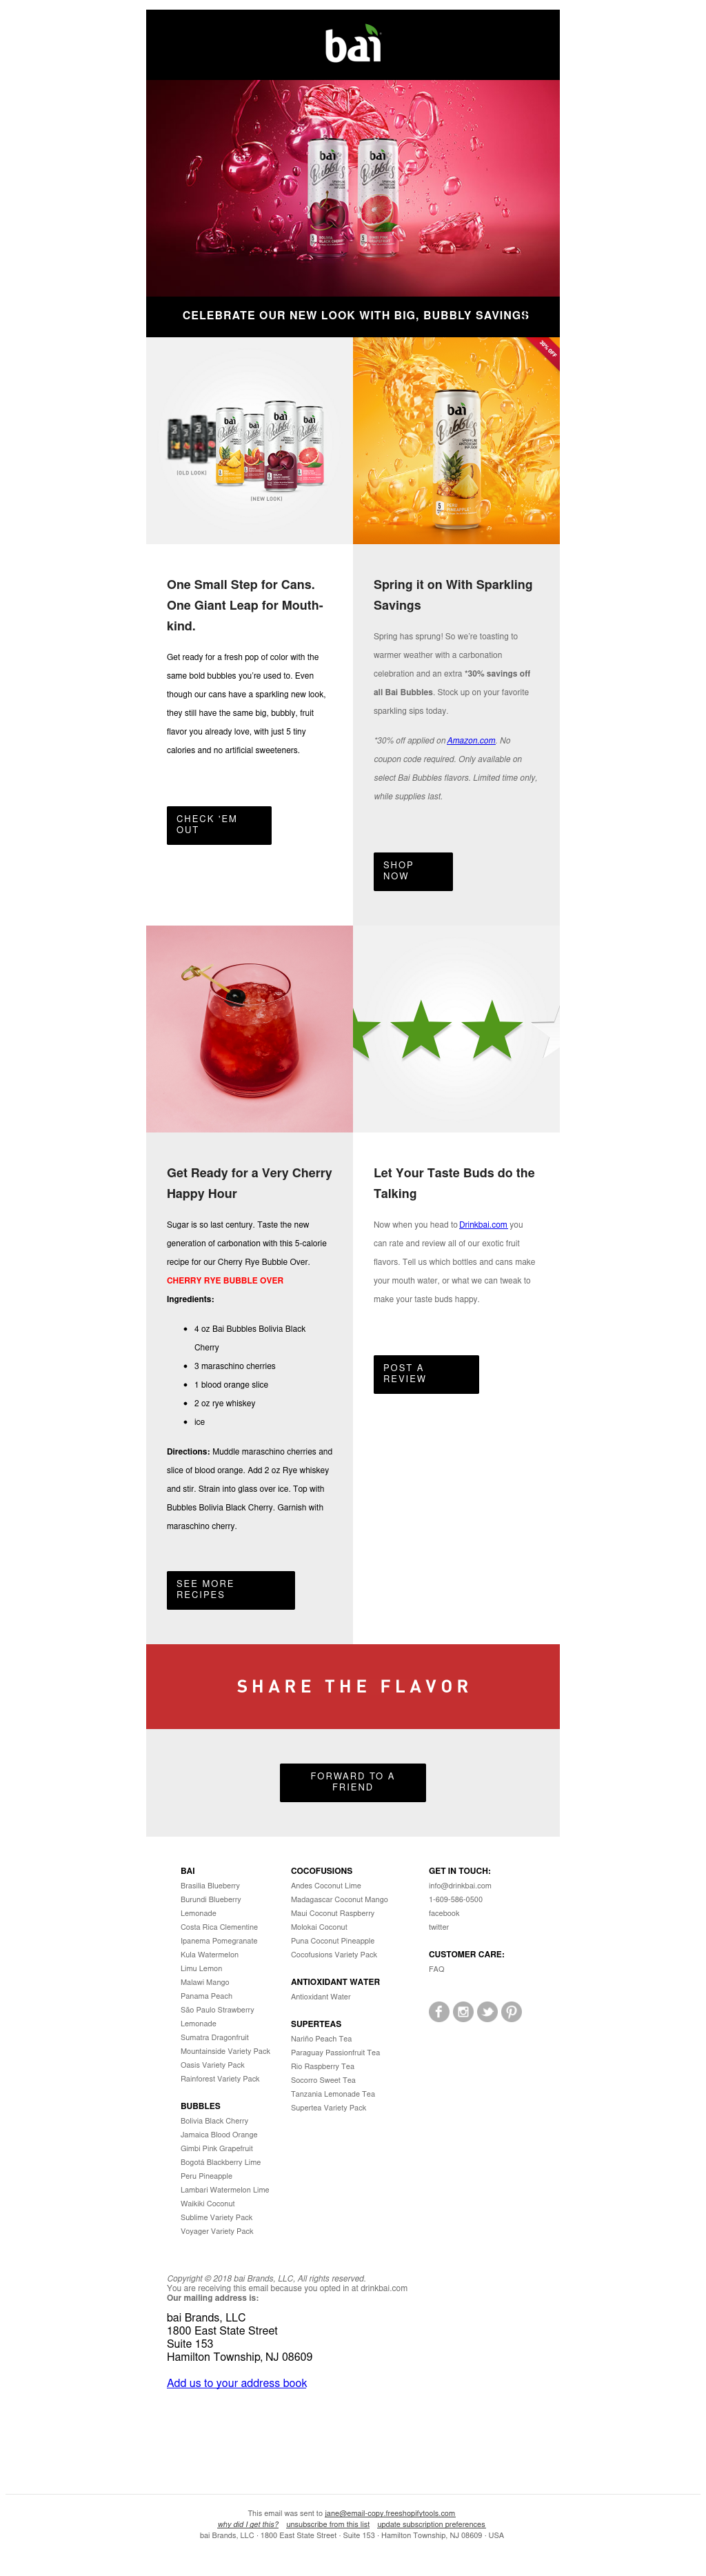 bai
bai
Bubbles
BLACK CHERRY
bai
Bubbles
CELEBRATE OUR NEW LOOK WITH BIG, BUBBLY SAVINGS
(OLD LOOK)
bai
Bubbles
bai
Bubbles
bai
bai
(NEW LOOK)
30% OFF
bai
Bubbles
One Small Step for Cans.
One Giant Leap for Mouth-
kind.
Get ready for a fresh pop of color with the
same bold bubbles you're used to. Even
though our cans have a sparkling new look,
they still have the same big, bubbly, fruit
flavor you already love, with just 5 tiny
calories and no artificial sweeteners.
CHECK 'EM
OUT
Spring it on With Sparkling
Savings
Spring has sprung! So we're toasting to
warmer weather with a carbonation
celebration and an extra *30% savings off
all Bai Bubbles. Stock up on your favorite
sparkling sips today.
*30% off applied on Amazon.com. No
coupon code required. Only available on
select Bai Bubbles flavors. Limited time only,
while supplies last.
SHOP
NOW
Get Ready for a Very Cherry
Happy Hour
Sugar is so last century. Taste the new
generation of carbonation with this 5-calorie
recipe for our Cherry Rye Bubble Over.
CHERRY RYE BUBBLE OVER
Ingredients:
4 oz Bai Bubbles Bolivia Black
Cherry
3 maraschino cherries
1 blood orange slice
2 oz rye whiskey
ice
Directions: Muddle maraschino cherries and
slice of blood orange. Add 2 oz Rye whiskey
and stir. Strain into glass over ice. Top with
Bubbles Bolivia Black Cherry. Garnish with
maraschino cherry.
SEE MORE
RECIPES
Let Your Taste Buds do the
Talking
Now when you head to Drinkbai.com you
can rate and review all of our exotic fruit
flavors. Tell us which bottles and cans make
your mouth water, or what we can tweak to
make your taste buds happy.
POST A
REVIEW
SHARE THE FLAVOR
FORWARD TO A
FRIEND
BAI
Brasilia Blueberry
Burundi Blueberry
Lemonade
Costa Rica Clementine
Ipanema Pomegranate
Kula Watermelon
Limu Lemon
Malawi Mango
Panama Peach
São Paulo Strawberry
Lemonade
Sumatra Dragonfruit
Mountainside Variety Pack
Oasis Variety Pack
Rainforest Variety Pack
BUBBLES
Bolivia Black Cherry
Jamaica Blood Orange
Gimbi Pink Grapefruit
Bogotá Blackberry Lime
Peru Pineapple
Lambari Watermelon Lime
Waikiki Coconut
Sublime Variety Pack
Voyager Variety Pack
COCOFUSIONS
Andes Coconut Lime
Madagascar Coconut Mango
Maui Coconut Raspberry
Molokai Coconut
Puna Coconut Pineapple
Cocofusions Variety Pack
ANTIOXIDANT WATER
Antioxidant Water
SUPERTEAS
Nariño Peach Tea
Paraguay Passionfruit Tea
Rio Raspberry Tea
Socorro Sweet Tea
Tanzania Lemonade Tea
Supertea Variety Pack
GET IN TOUCH:
info@drinkbai.com
1-609-586-0500
facebook
twitter
CUSTOMER CARE:
FAQ
Copyright © 2018 bai Brands, LLC, All rights reserved.
You are receiving this email because you opted in at drinkbai.com
Our mailing address is:
bai Brands, LLC
1800 East State Street
Suite 153
Hamilton Township, NJ 08609
Add us to your address book
This email was sent to jane@email-copy.freeshopifytools.com
why did I get this? unsubscribe from this list update subscription preferences
bai Brands, LLC · 1800 East State Street · Suite 153 · Hamilton Township, NJ 08609 · USA